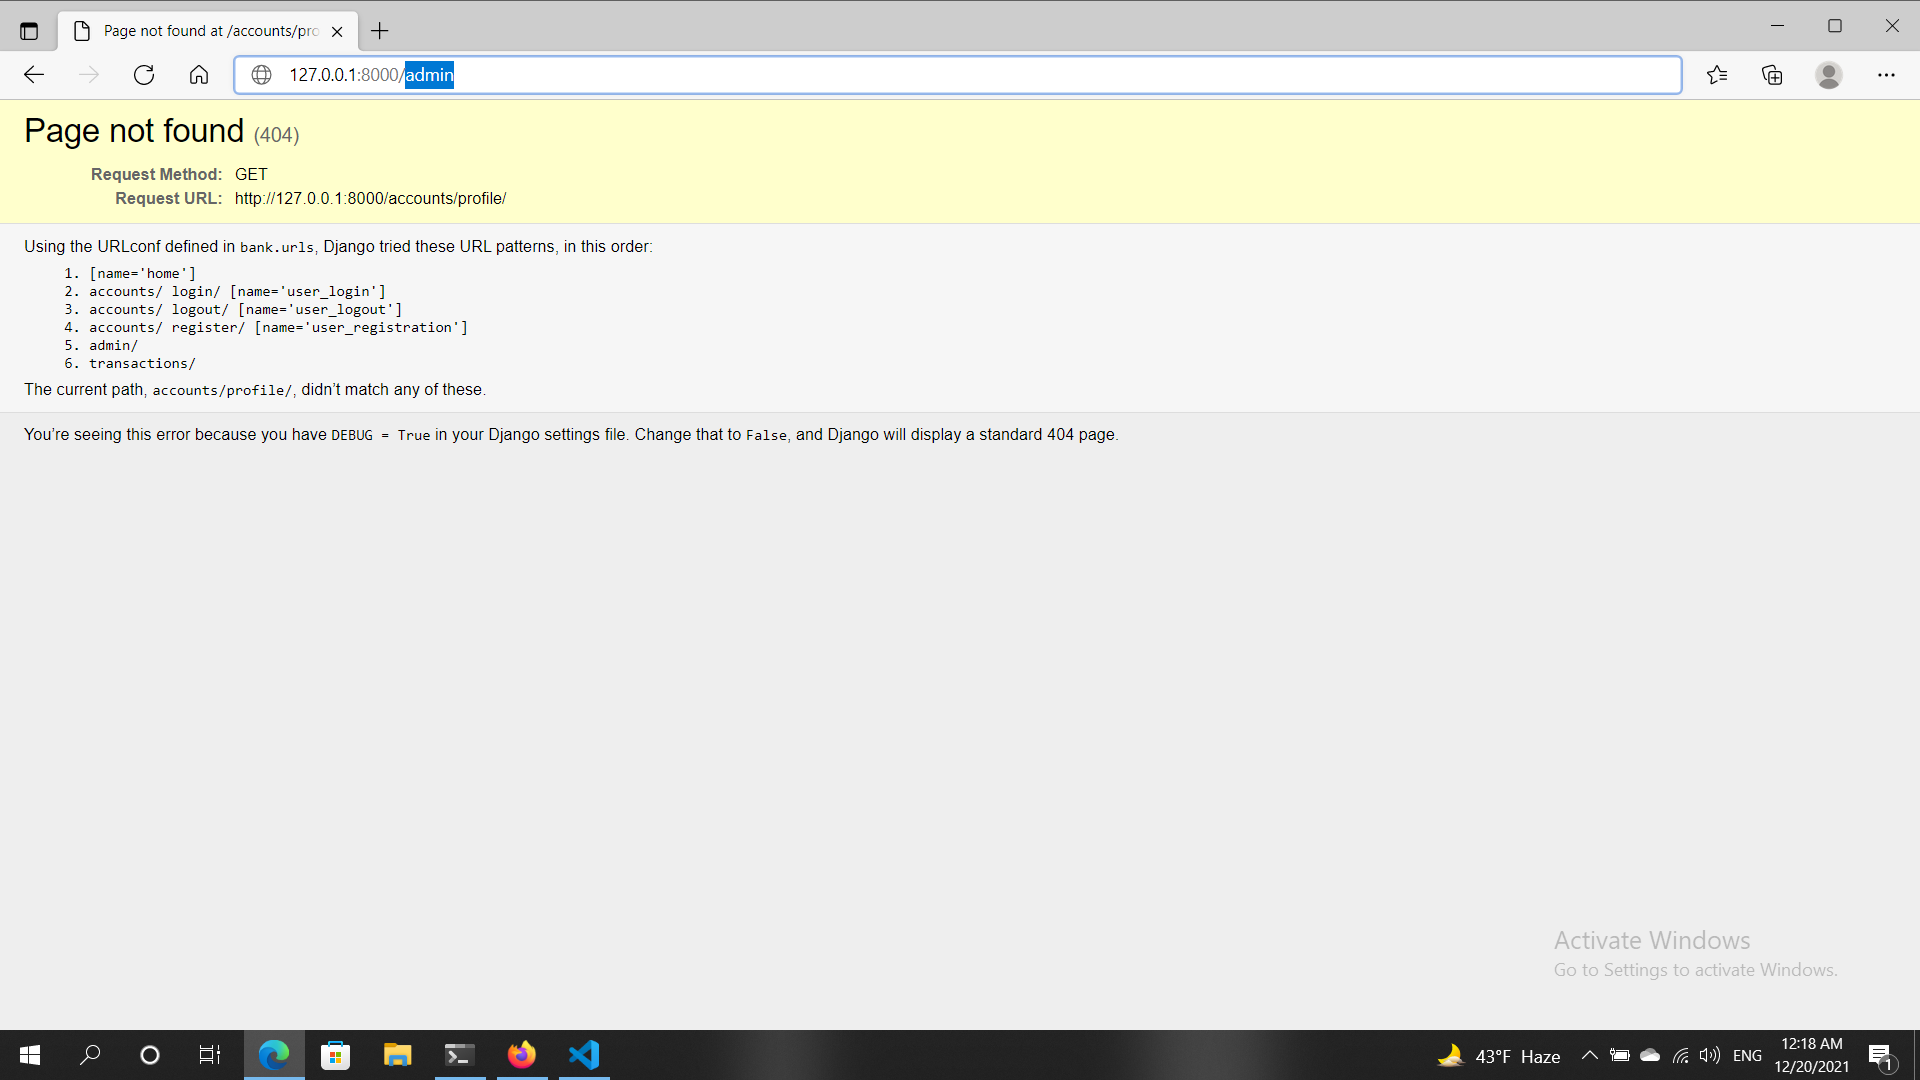 Page not found at /accounts/pro
127.0.0.1:8000/admin
Page not found (404)
Request Method: GET
Request URL: http://127.0.0.1:8000/accounts/profile/
Using the URLconf defined in bank.urls, Django tried these URL patterns, in this order:
1. [name='home']
2. accounts/ login/ [name='user_login']
3. accounts/ logout/ [name='user_logout']
4. accounts/ register/ [name='user_registration']
5. admin/
6. transactions/
The current path, accounts/profile/, didn’t match any of these.
You’re seeing this error because you have DEBUG = True in your Django settings file. Change that to False, and Django will display a standard 404 page.
Activate Windows
Go to Settings to activate Windows.
43°F Haze
ENG
12:18 AM
12/20/2021
1